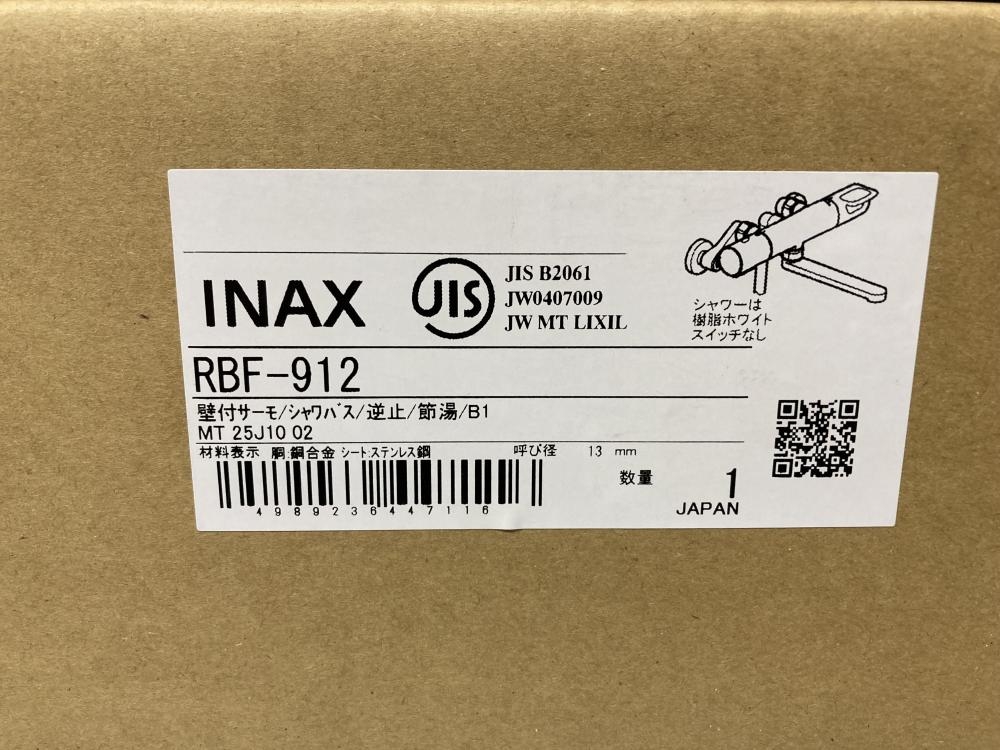 INAX
JIS
JIS B2061
JW0407009
JW MT LIXIL
シャワーは
樹脂ホワイト
スイッチなし
RBF-912
壁付サーモ/シャワバス/逆止/節湯/B1
MT 25J10 02
材料表示 胴:銅合金 シート:ステンレス鋼 呼び径 13 mm
数量 1
4989236447116
JAPAN